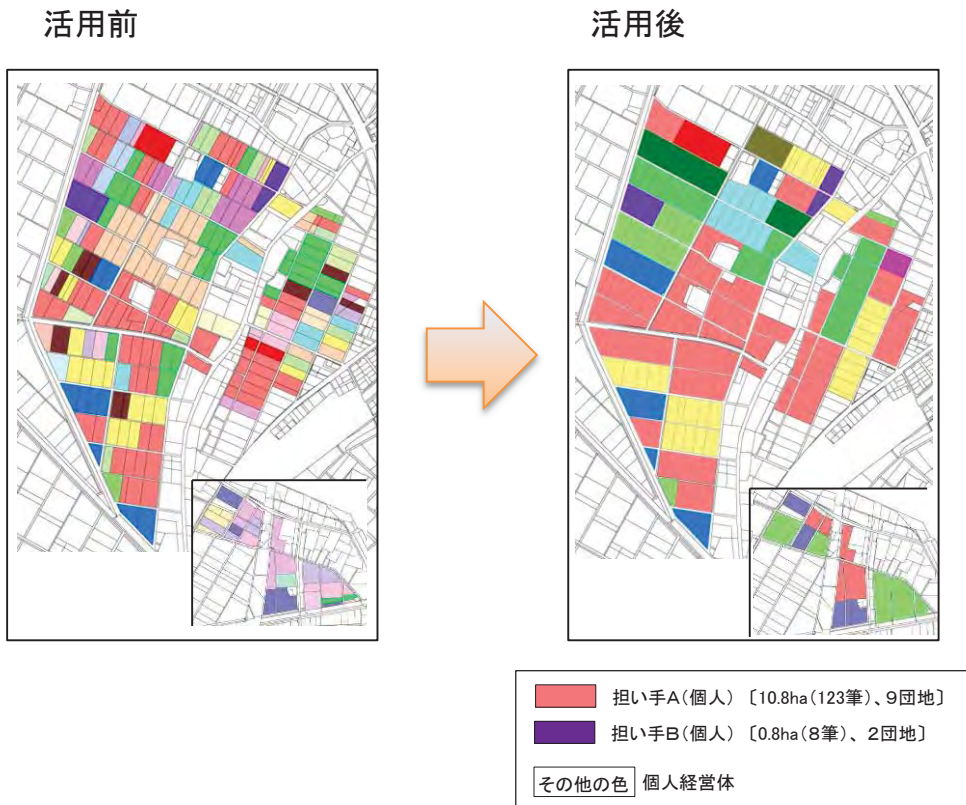 活用前
活用後
担い手A(個人) 〔10.8ha(123筆)、9団地〕
担い手B(個人) 〔0.8ha(8筆)、2団地〕
その他の色 個人経営体